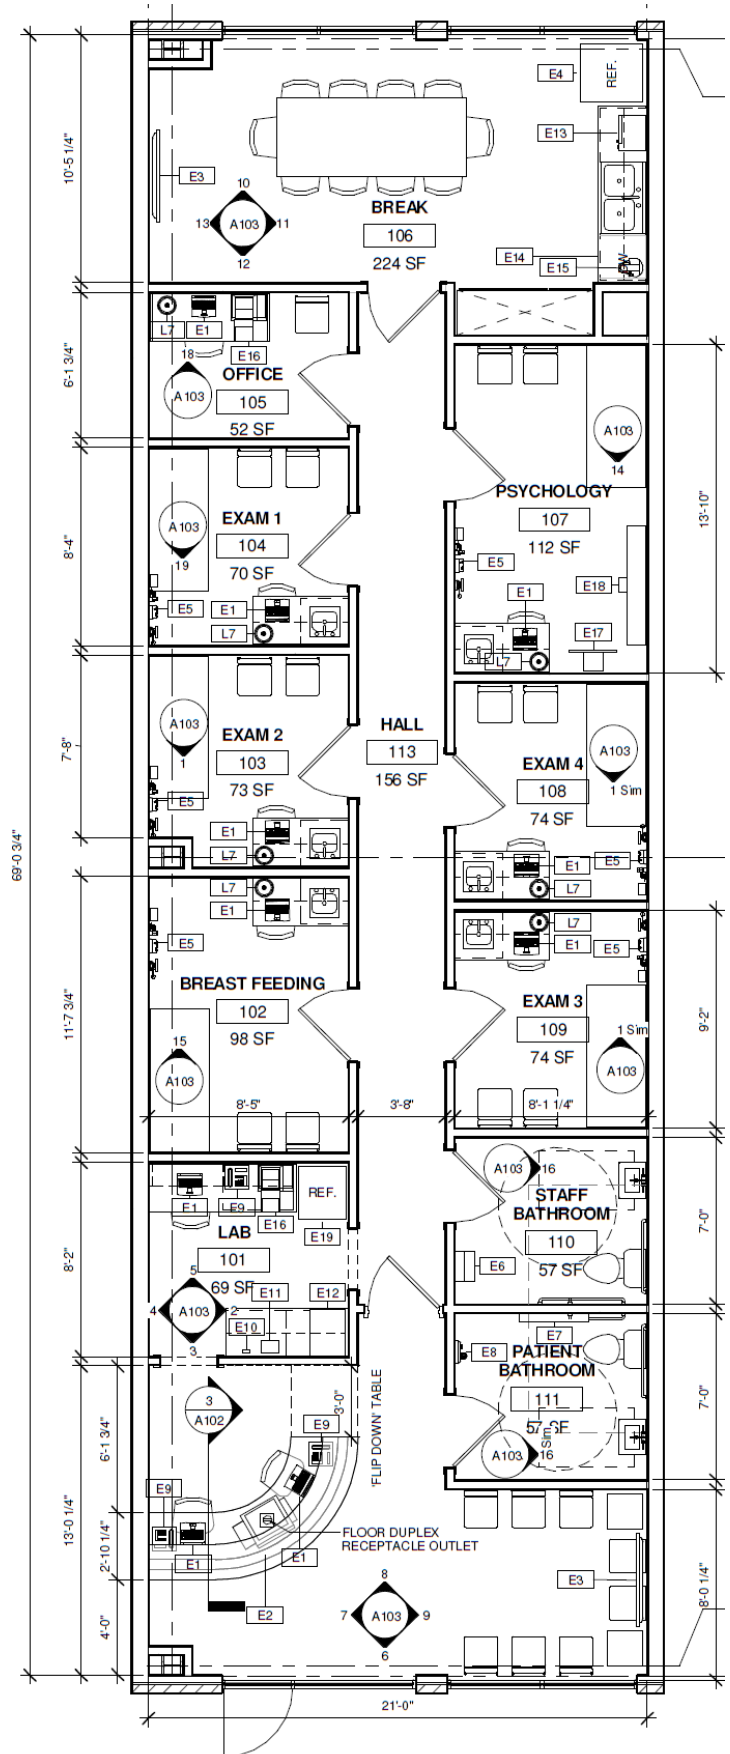 E4
REF.
E13
10'-5 1/4"
E3
10
13
A103
11
12
BREAK
106
224 SF
E14
E15
L7
E1
E16
18
A103
OFFICE
105
52 SF
6'-1 3/4"
A103
14
PSYCHOLOGY
107
112 SF
E5
E1
E18
E17
L7
13'-10"
A103
19
EXAM 1
104
70 SF
E5
E1
L7
8'-4"
A103
1
EXAM 2
103
73 SF
E5
E1
L7
7'-8"
HALL
113
156 SF
A103
1 Sim
EXAM 4
108
74 SF
E1
E5
L7
69'-0 3/4"
L7
E1
E5
BREAST FEEDING
102
98 SF
15
A103
11'-7 3/4"
L7
E1
E5
EXAM 3
109
74 SF
1 Sim
A103
9'-2"
8'-5"
3'-8"
8'-1 1/4"
E1
E9
E16
REF.
E19
LAB
101
69 SF
5
4
A103
2
3
E11
E12
E10
8'-2"
A103
16
STAFF
BATHROOM
110
57 SF
E6
7'-0"
E7
E8
PATIENT
BATHROOM
111
57 SF
Sim
A103
16
7'-0"
3
A102
3'-0"
'FLIP DOWN' TABLE
E9
E9
E1
E1
FLOOR DUPLEX
RECEPTACLE OUTLET
E2
6'-1 3/4"
13'-0 1/4"
2'-10 1/4"
4'-0"
8
7
A103
9
6
E3
8'-0 1/4"
21'-0"